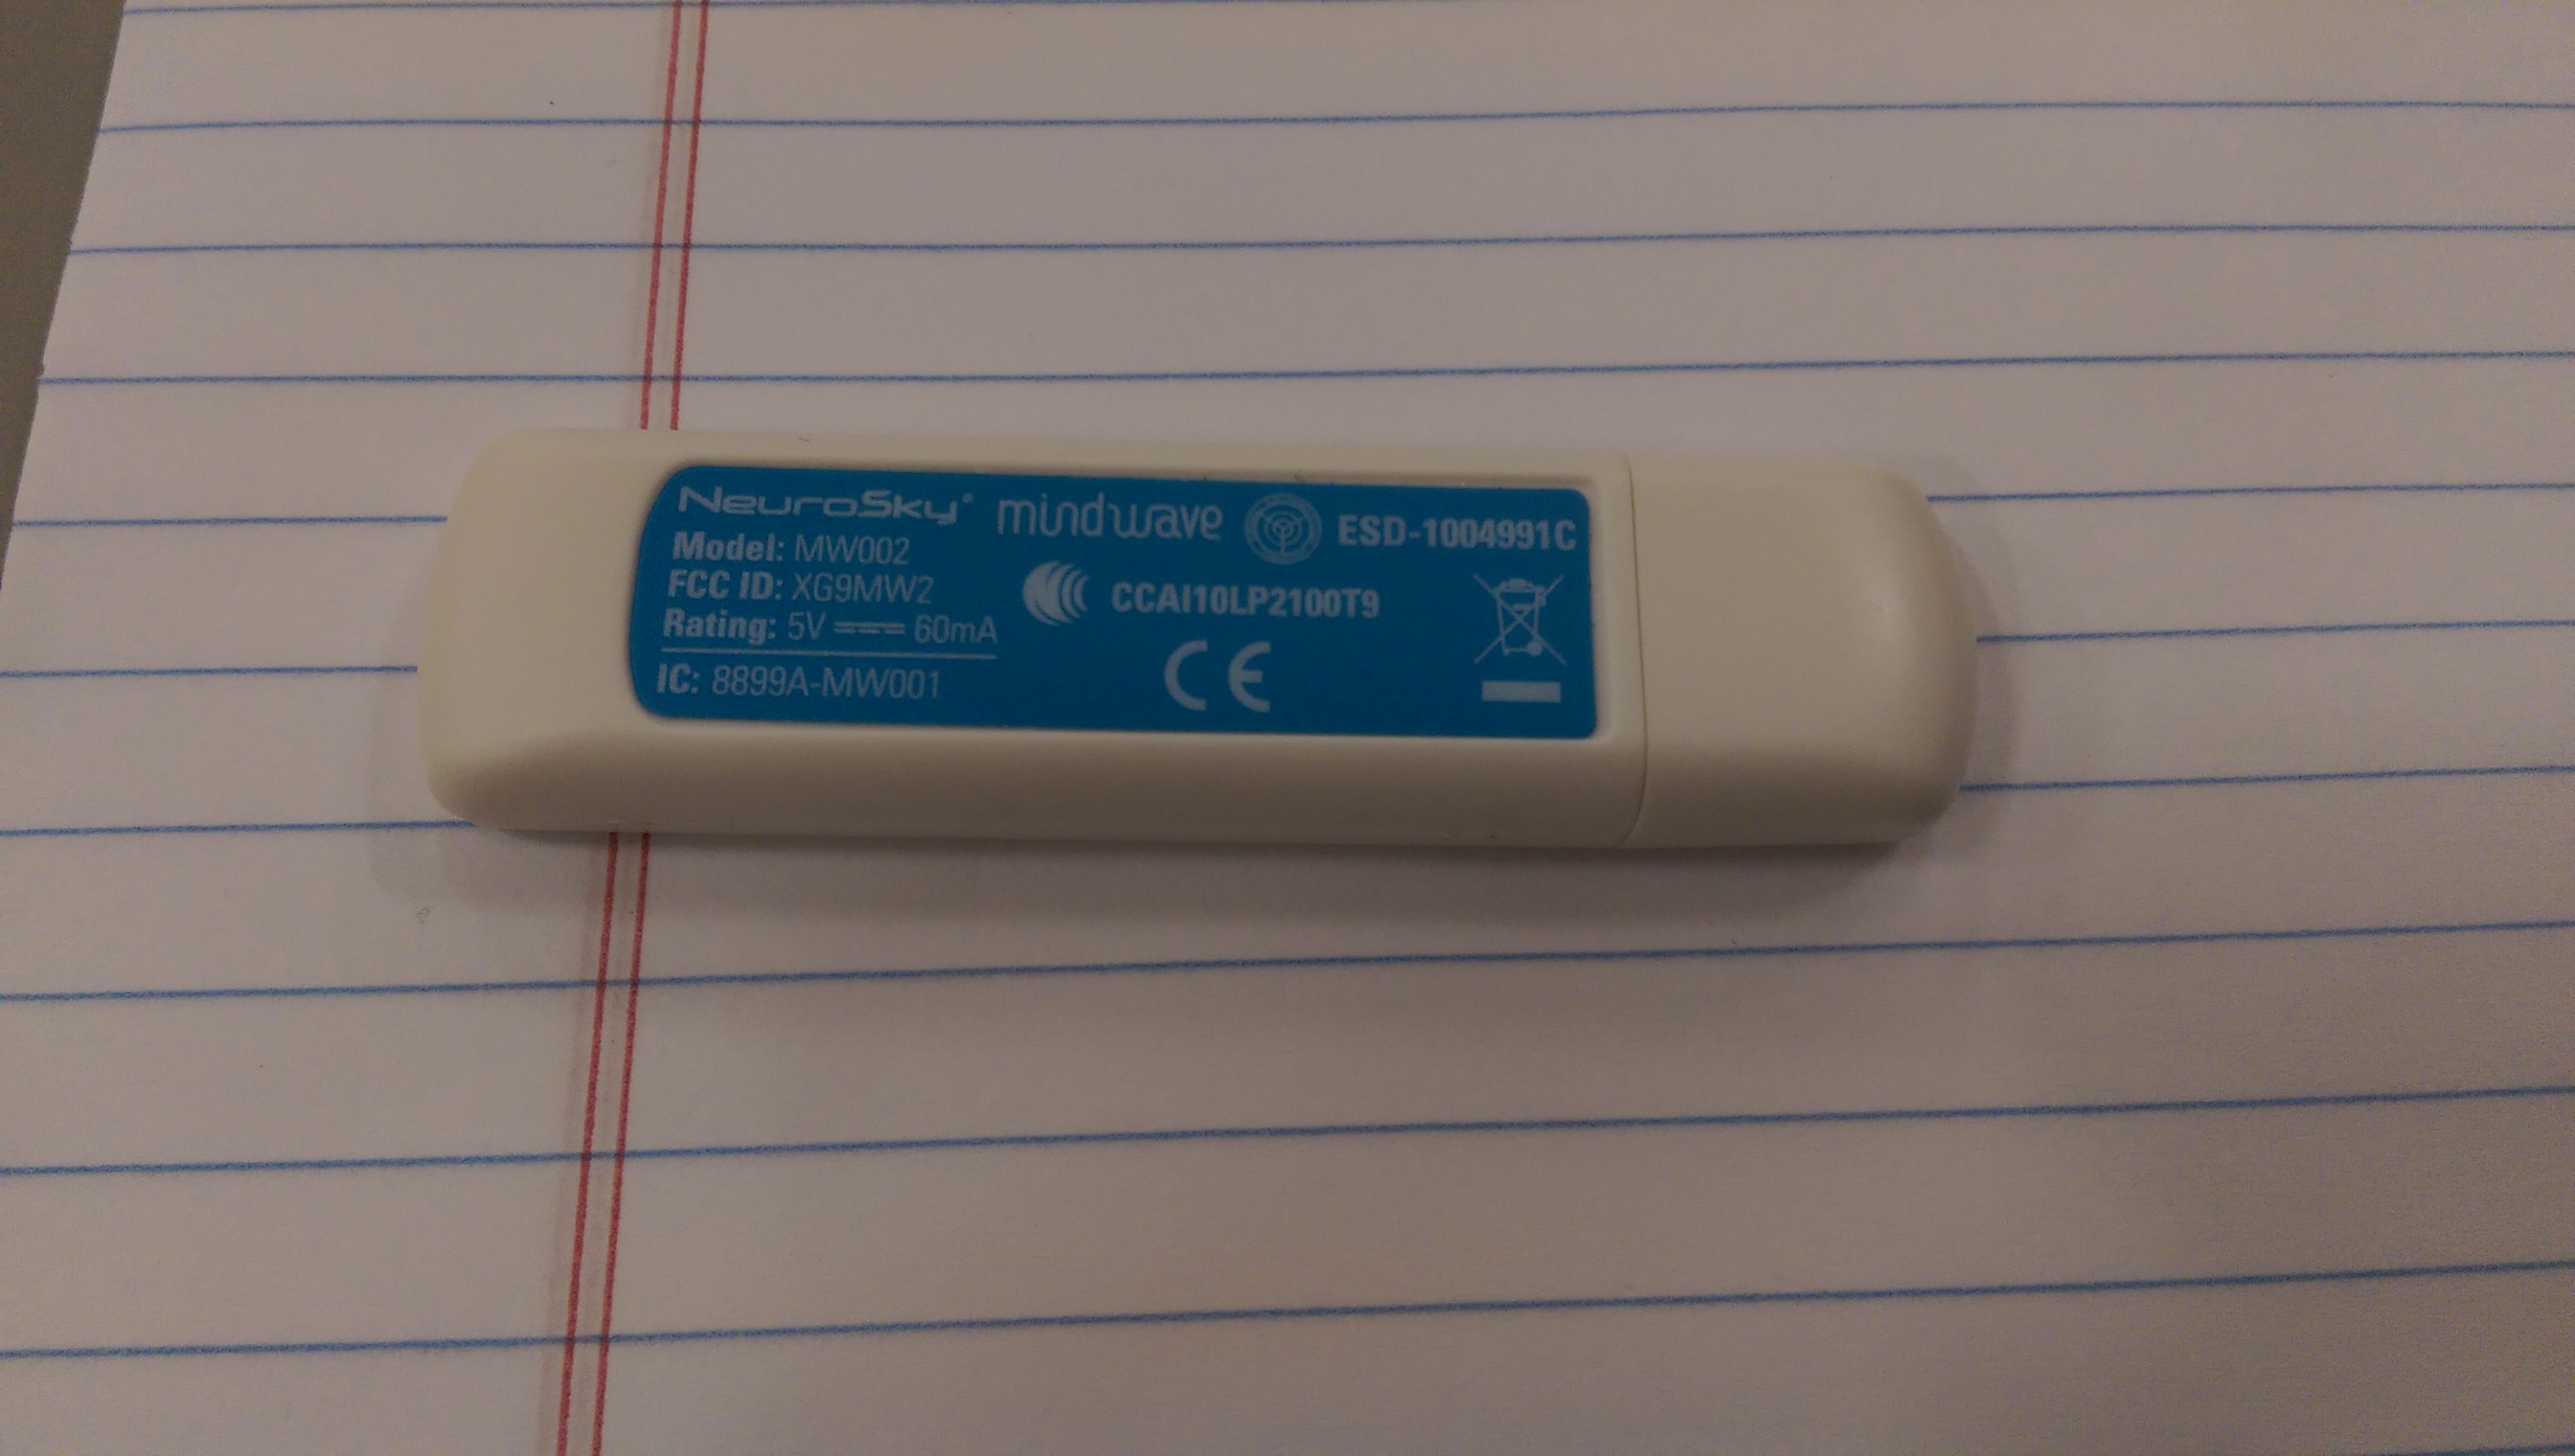 NeuroSky® mindwave ESD-1004991C
Model: MW002
FCC ID: XG9MW2
CCAI10LP2100T9
Rating: 5V 60mA
IC: 8899A-MW001
CE